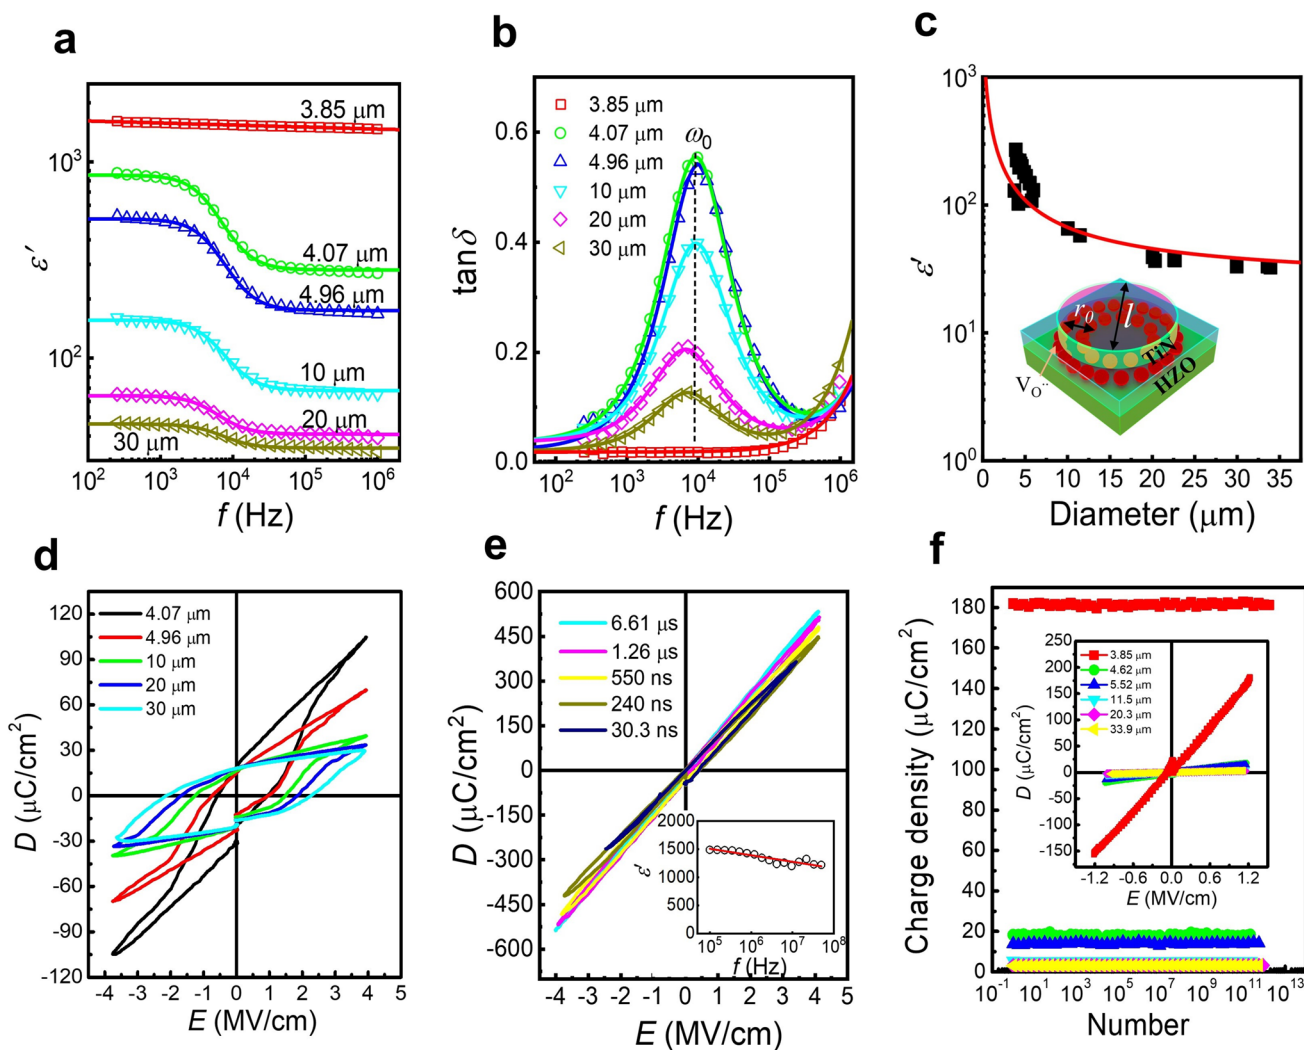 a
ε′
10³
10²
3.85 μm
4.07 μm
4.96 μm
10 μm
20 μm
30 μm
10² 10³ 10⁴ 10⁵ 10⁶
f (Hz)
b
tan δ
0.6
0.4
0.2
0.0
3.85 μm
4.07 μm
4.96 μm
10 μm
20 μm
30 μm
ω₀
10² 10³ 10⁴ 10⁵ 10⁶
f (Hz)
c
ε′
10³
10²
10¹
10⁰
r₀
l
TiN
HZO
V_O¨
0 5 10 15 20 25 30 35
Diameter (μm)
d
D (μC/cm²)
120
90
60
30
0
-30
-60
-90
-120
4.07 μm
4.96 μm
10 μm
20 μm
30 μm
-4 -3 -2 -1 0 1 2 3 4 5
E (MV/cm)
e
D (μC/cm²)
600
450
300
150
0
-150
-300
-450
-600
6.61 μs
1.26 μs
550 ns
240 ns
30.3 ns
ε′
2000
1500
1000
500
0
10⁵ 10⁶ 10⁷ 10⁸
f (Hz)
-4 -3 -2 -1 0 1 2 3 4 5
E (MV/cm)
f
Charge density (μC/cm²)
180
160
140
120
100
80
60
40
20
0
D (μC/cm²)
250
200
150
100
50
0
-50
-100
-150
3.85 μm
4.62 μm
5.52 μm
11.5 μm
20.3 μm
33.9 μm
-1.2 -0.6 0.0 0.6 1.2
E (MV/cm)
10⁻¹ 10¹ 10³ 10⁵ 10⁷ 10⁹ 10¹¹ 10¹³
Number